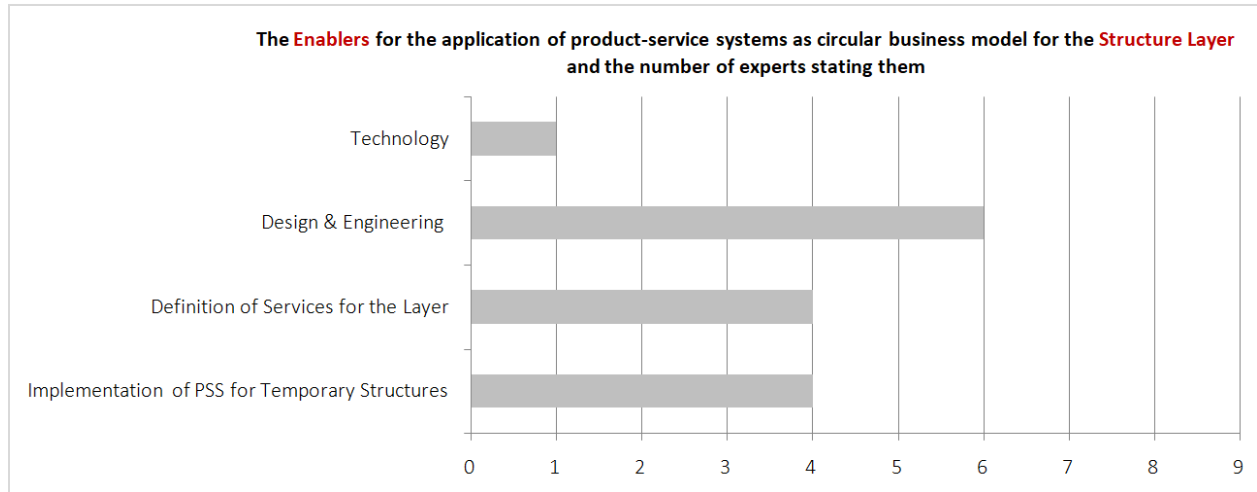 The Enablers for the application of product-service systems as circular business model for the Structure Layer
and the number of experts stating them
Technology
Design & Engineering
Definition of Services for the Layer
Implementation of PSS for Temporary Structures
0 1 2 3 4 5 6 7 8 9